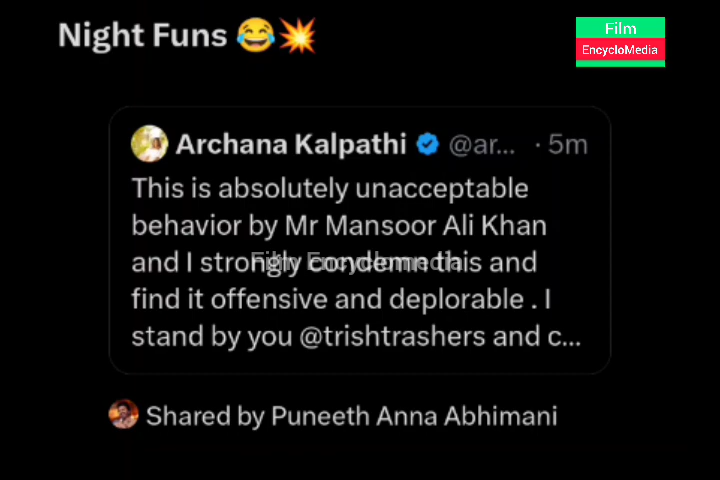 Night Funs 😂💥
Film
EncycloMedia
Archana Kalpathi @ar... · 5m
This is absolutely unacceptable
behavior by Mr Mansoor Ali Khan
and I strongly condemn this and
Film Encyclomedia
find it offensive and deplorable . I
stand by you @trishtrashers and c...
Shared by Puneeth Anna Abhimani